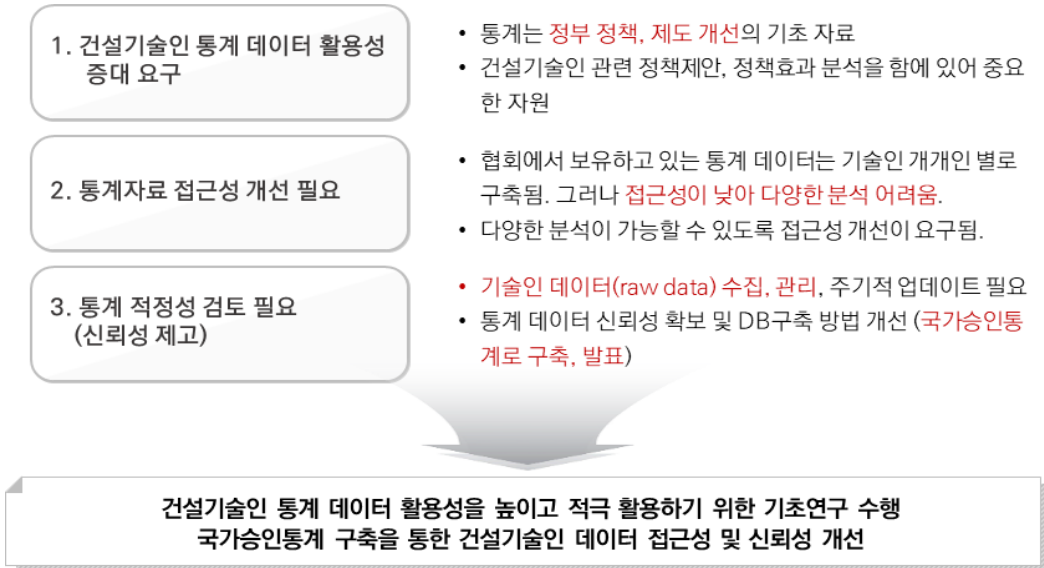 1. 건설기술인 통계 데이터 활용성
증대 요구
• 통계는 정부 정책, 제도 개선의 기초 자료
• 건설기술인 관련 정책제안, 정책효과 분석을 함에 있어 중요
한 자원
2. 통계자료 접근성 개선 필요
• 협회에서 보유하고 있는 통계 데이터는 기술인 개개인 별로
구축됨. 그러나 접근성이 낮아 다양한 분석 어려움.
• 다양한 분석이 가능할 수 있도록 접근성 개선이 요구됨.
3. 통계 적정성 검토 필요
(신뢰성 제고)
• 기술인 데이터(raw data) 수집, 관리, 주기적 업데이트 필요
• 통계 데이터 신뢰성 확보 및 DB구축 방법 개선 (국가승인통
계로 구축, 발표)
건설기술인 통계 데이터 활용성을 높이고 적극 활용하기 위한 기초연구 수행
국가승인통계 구축을 통한 건설기술인 데이터 접근성 및 신뢰성 개선